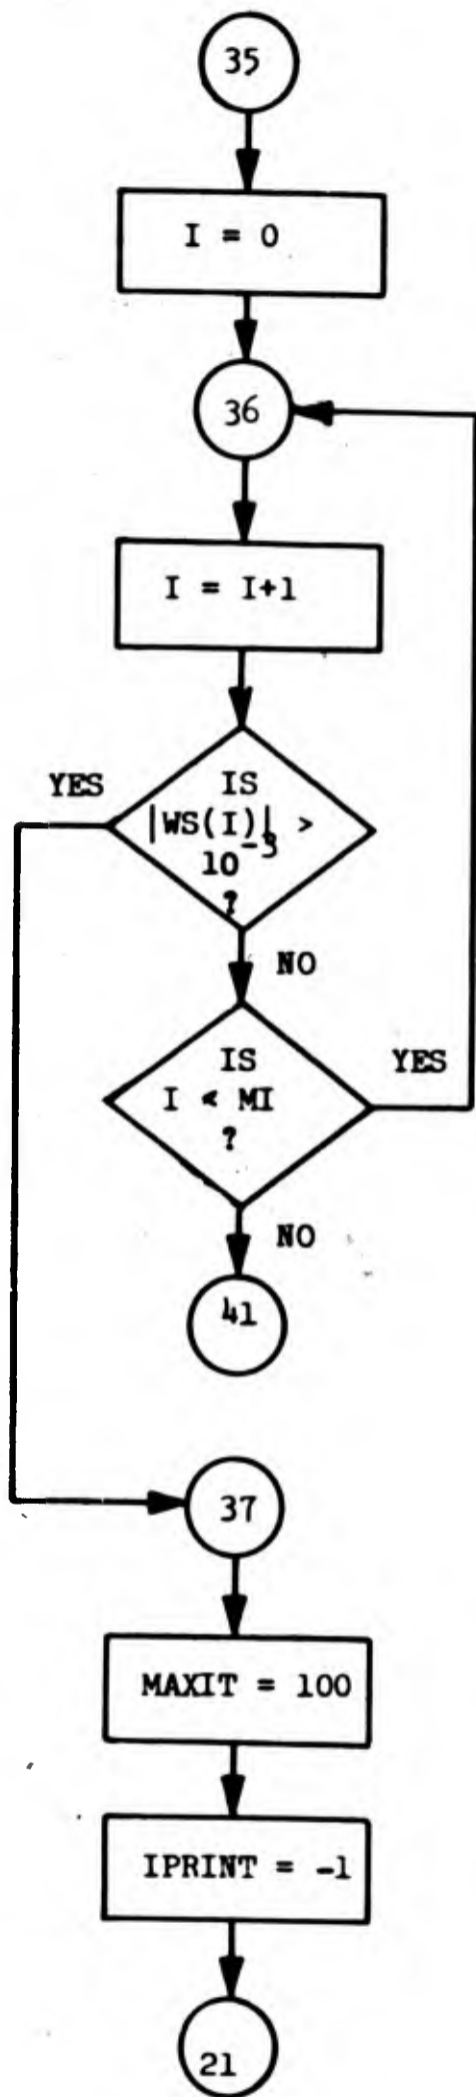 35
I = 0
36
I = I+1
YES
IS
|WS(I)| >
10⁻³
?
NO
IS
I < MI
?
YES
NO
41
37
MAXIT = 100
IPRINT = -1
21